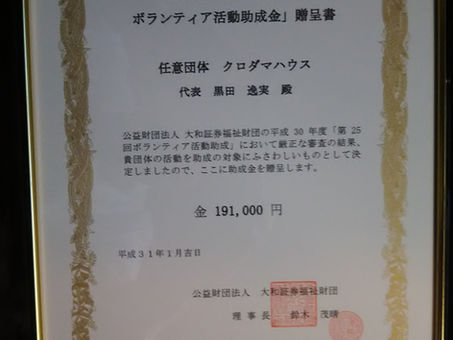 ボランティア活動助成金」贈呈書
任意団体 クロダマハウス
代表 黒田 逸実 殿
公益財団法人 大和証券福祉財団の平成 30 年度「第 25
回ボランティア活動助成」において厳正な審査の結果、
貴団体の活動を助成の対象にふさわしいものとして決
定しましたので、ここに助成金を贈呈します。
金 191,000 円
平成31年1月吉日
公益財団法人 大和証券福祉財団
理 事 長 鈴木 茂晴